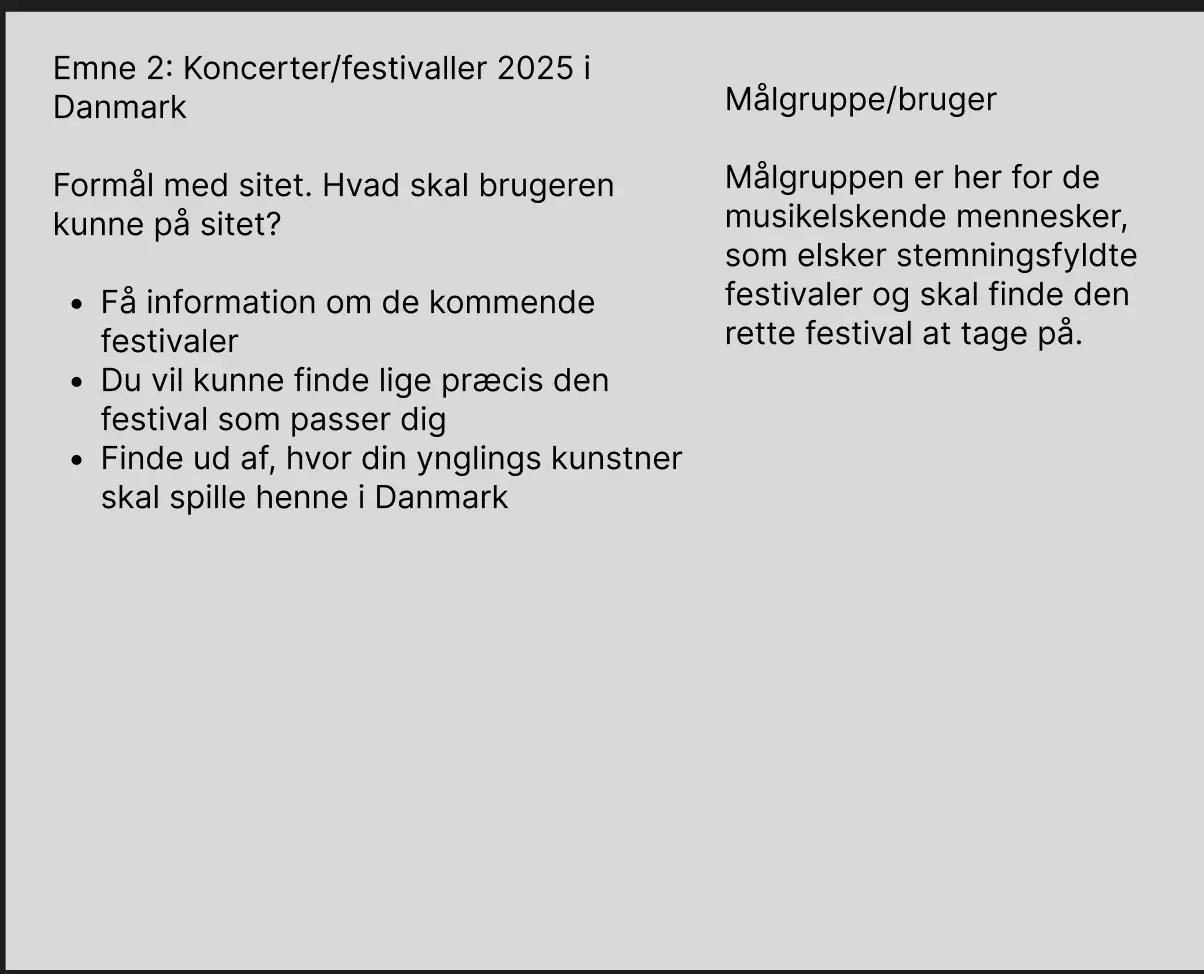 Emne 2: Koncerter/festivaller 2025 i
Danmark
Formål med sitet. Hvad skal brugeren
kunne på sitet?
• Få information om de kommende
festivaler
• Du vil kunne finde lige præcis den
festival som passer dig
• Finde ud af, hvor din ynglings kunstner
skal spille henne i Danmark
Målgruppe/bruger
Målgruppen er her for de
musikelskende mennesker,
som elsker stemningsfyldte
festivaler og skal finde den
rette festival at tage på.